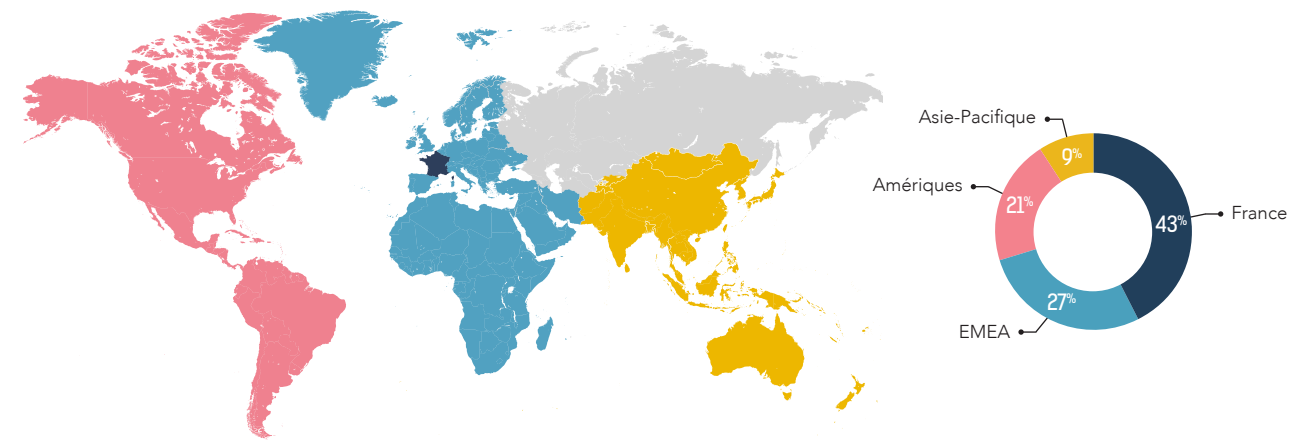 Asie-Pacifique
9%
Amériques
21%
43%
France
27%
EMEA